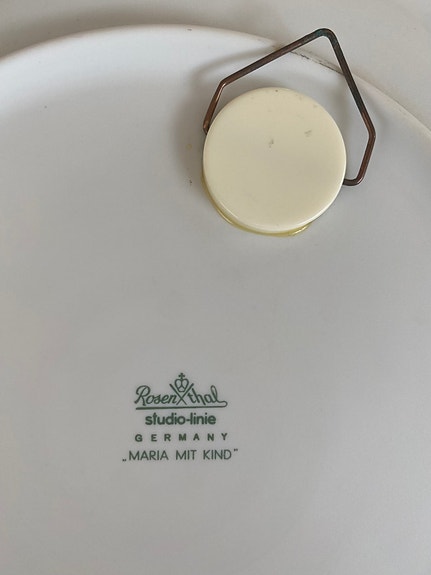 Rosenthal
studio-linie
GERMANY
„MARIA MIT KIND"